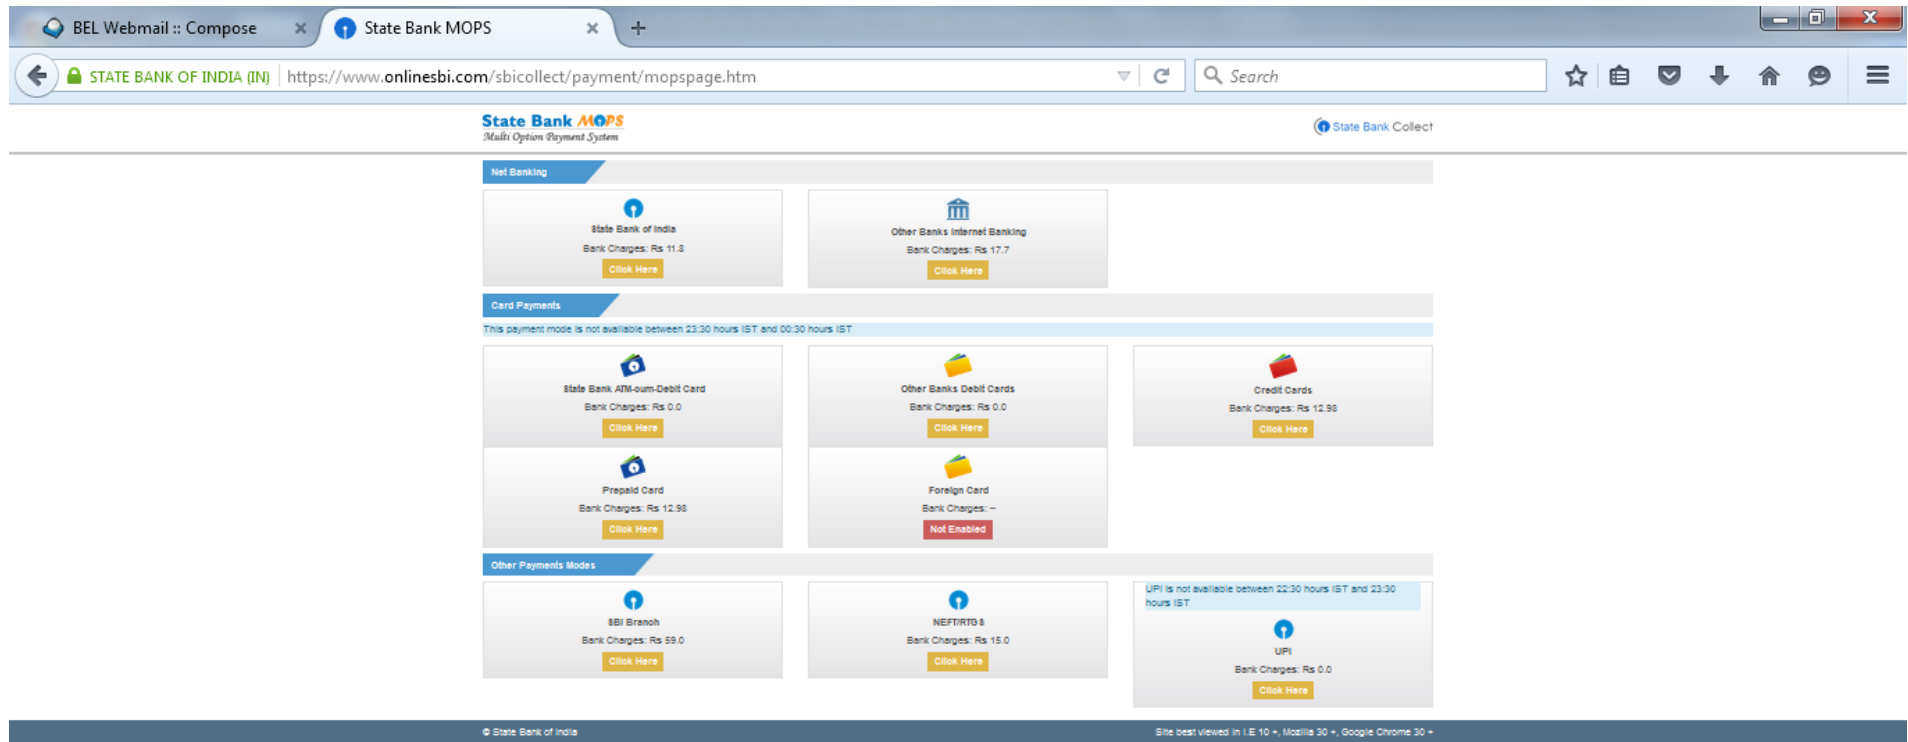 BEL Webmail :: Compose
State Bank MOPS
STATE BANK OF INDIA (IN)
https://www.onlinesbi.com/sbicollect/payment/mopspage.htm
Search
State Bank MOPS
Multi Option Payment System
State Bank Collect
Net Banking
State Bank of India
Bank Charges: Rs 11.8
Click Here
Other Banks Internet Banking
Bank Charges: Rs 17.7
Click Here
Card Payments
This payment mode is not available between 23:30 hours IST and 00:30 hours IST
State Bank ATM-cum-Debit Card
Bank Charges: Rs 0.0
Click Here
Other Banks Debit Cards
Bank Charges: Rs 0.0
Click Here
Credit Cards
Bank Charges: Rs 12.98
Click Here
Prepaid Card
Bank Charges: Rs 12.98
Click Here
Foreign Card
Bank Charges: –
Not Enabled
Other Payments Modes
SBI Branch
Bank Charges: Rs 59.0
Click Here
NEFT/RTGS
Bank Charges: Rs 15.0
Click Here
UPI is not available between 22:30 hours IST and 23:30
hours IST
UPI
Bank Charges: Rs 0.0
Click Here
© State Bank of India
Site best viewed in I.E 10 +, Mozilla 30 +, Google Chrome 30 +